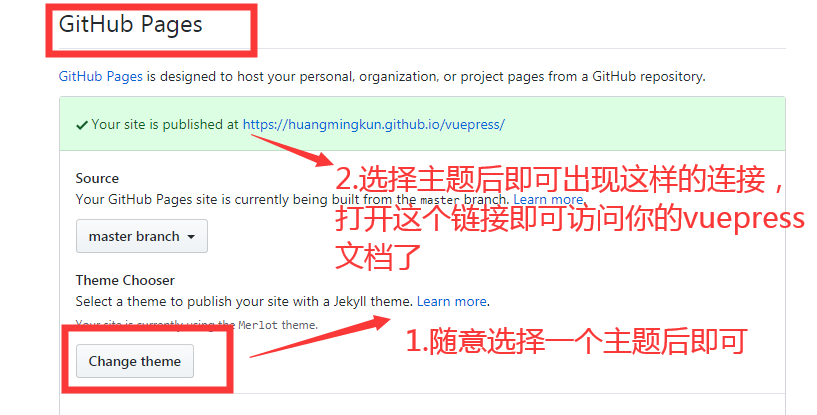 GitHub Pages
GitHub Pages is designed to host your personal, organization, or project pages from a GitHub repository.
Your site is published at https://huangmingkun.github.io/vuepress/
2.选择主题后即可出现这样的连接，
打开这个链接即可访问你的vuepress
文档了
Source
Your GitHub Pages site is currently being built from the master branch. Learn more.
master branch
Theme Chooser
Select a theme to publish your site with a Jekyll theme. Learn more.
Your site is currently using the Merlot theme.
1.随意选择一个主题后即可
Change theme